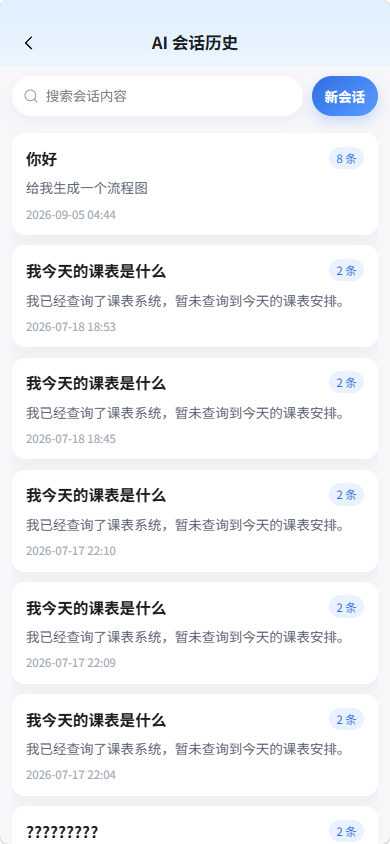 AI 会话历史
搜索会话内容
新会话
你好
8 条
给我生成一个流程图
2026-09-05 04:44
我今天的课表是什么
2 条
我已经查询了课表系统，暂未查询到今天的课表安排。
2026-07-18 18:53
我今天的课表是什么
2 条
我已经查询了课表系统，暂未查询到今天的课表安排。
2026-07-18 18:45
我今天的课表是什么
2 条
我已经查询了课表系统，暂未查询到今天的课表安排。
2026-07-17 22:10
我今天的课表是什么
2 条
我已经查询了课表系统，暂未查询到今天的课表安排。
2026-07-17 22:09
我今天的课表是什么
2 条
我已经查询了课表系统，暂未查询到今天的课表安排。
2026-07-17 22:04
?????????
2 条